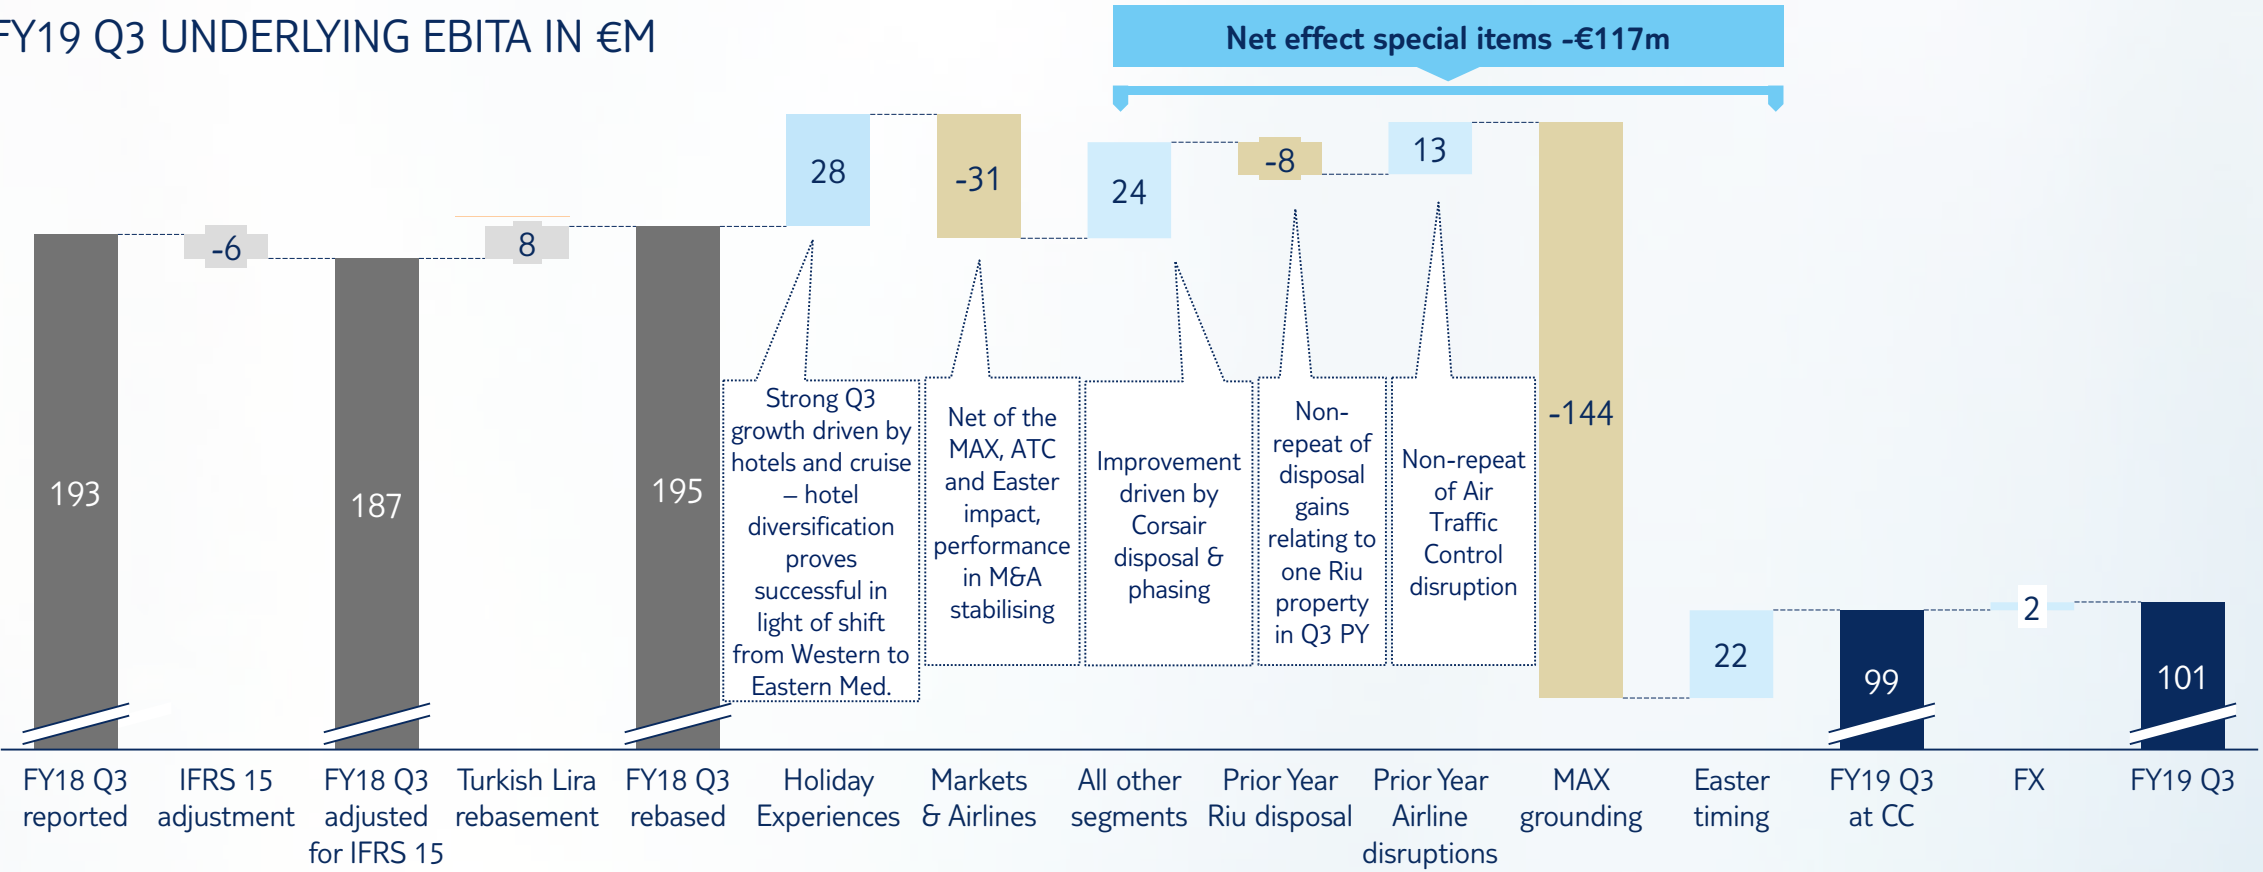 FY19 Q3 UNDERLYING EBITA IN €M
Net effect special items -€117m
193
-6
187
8
195
28
-31
24
-8
13
-144
22
99
2
101
Strong Q3
growth driven by
hotels and cruise
– hotel
diversification
proves
successful in
light of shift
from Western to
Eastern Med.
Net of the
MAX, ATC
and Easter
impact,
performance
in M&A
stabilising
Improvement
driven by
Corsair
disposal &
phasing
Non-
repeat of
disposal
gains
relating to
one Riu
property
in Q3 PY
Non-repeat
of Air
Traffic
Control
disruption
FY18 Q3
reported
IFRS 15
adjustment
FY18 Q3
adjusted
for IFRS 15
Turkish Lira
rebasement
FY18 Q3
rebased
Holiday
Experiences
Markets
& Airlines
All other
segments
Prior Year
Riu disposal
Prior Year
Airline
disruptions
MAX
grounding
Easter
timing
FY19 Q3
at CC
FX
FY19 Q3